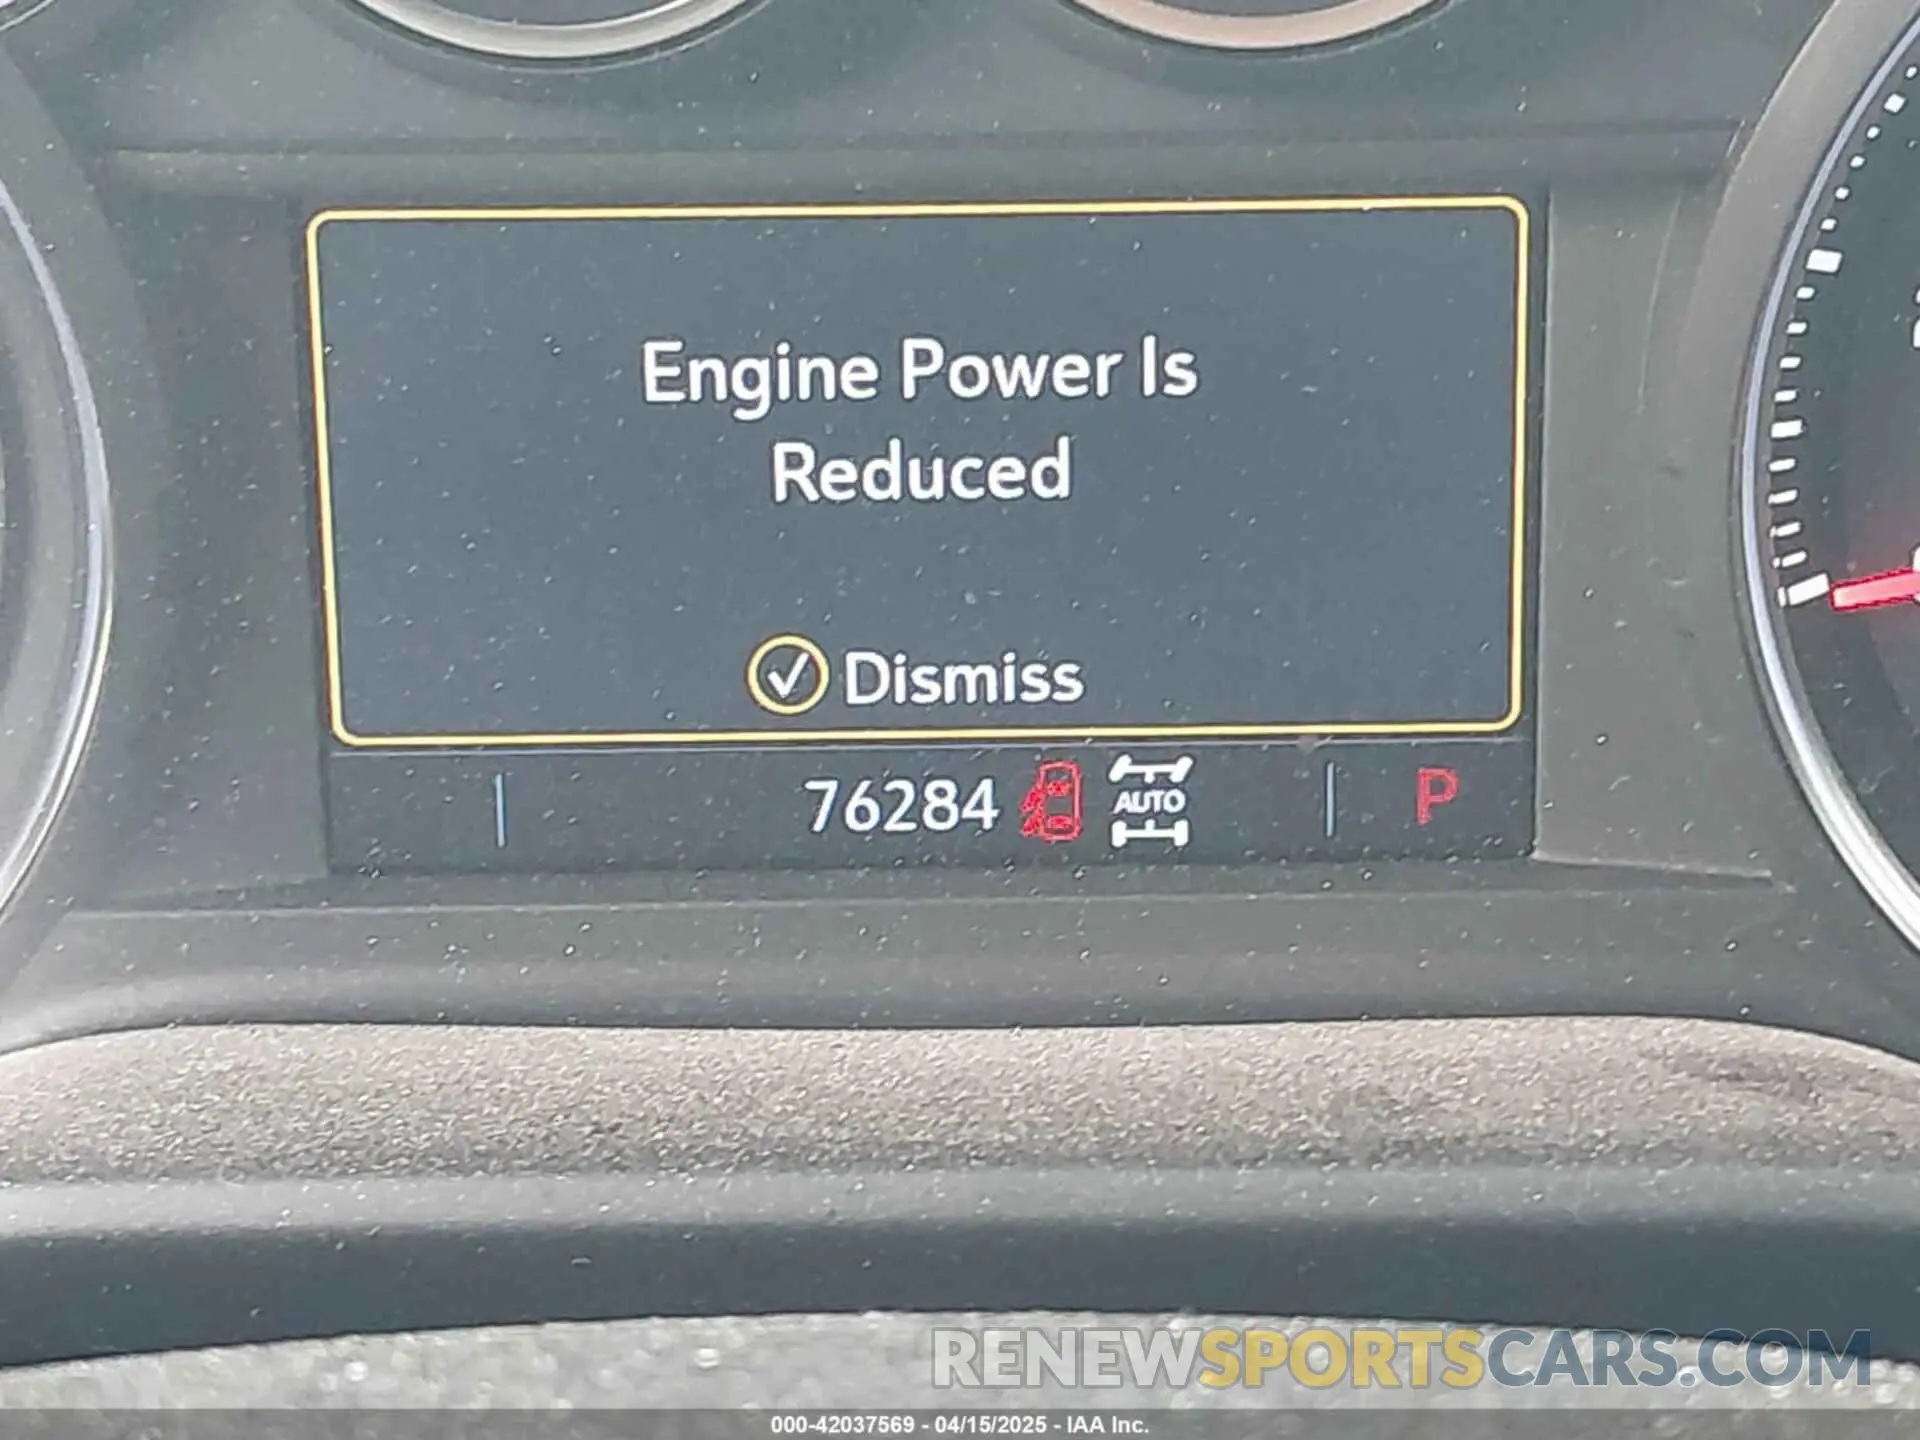 Engine Power Is
Reduced
Dismiss
76284 AUTO P
RENEWSPORTSCARS.COM
000-42037569 - 04/15/2025 - IAA Inc.